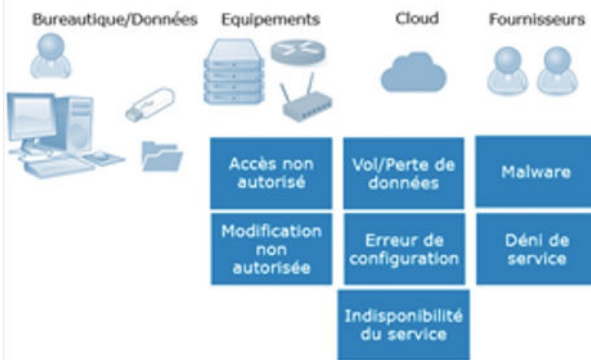 Bureautique/Données
Equipements
Cloud
Fournisseurs
Accès non
autorisé
Vol/Perte de
données
Malware
Modification
non
autorisée
Erreur de
configuration
Déni de
service
Indisponibilité
du service